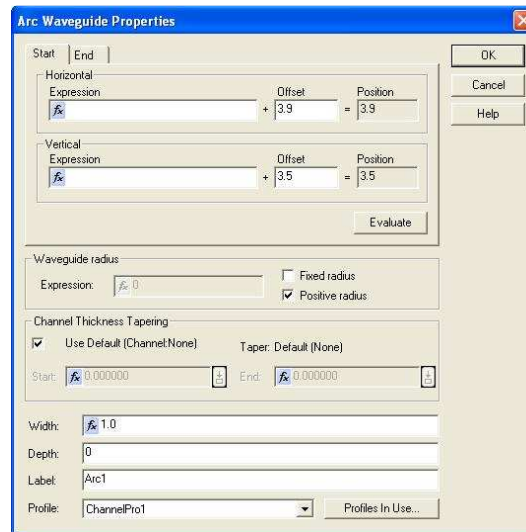 Arc Waveguide Properties
Start End
OK
Cancel
Help
Horizontal
Expression Offset Position
fx + 3.9 = 3.9
Vertical
Expression Offset Position
fx + 3.5 = 3.5
Evaluate
Waveguide radius
Expression: fx 0
Fixed radius
Positive radius
Channel Thickness Tapering
Use Default (Channel:None) Taper: Default (None)
Start: fx 0.000000 End: fx 0.000000
Width: fx 1.0
Depth: 0
Label: Arc1
Profile: ChannelPro1 Profiles In Use...